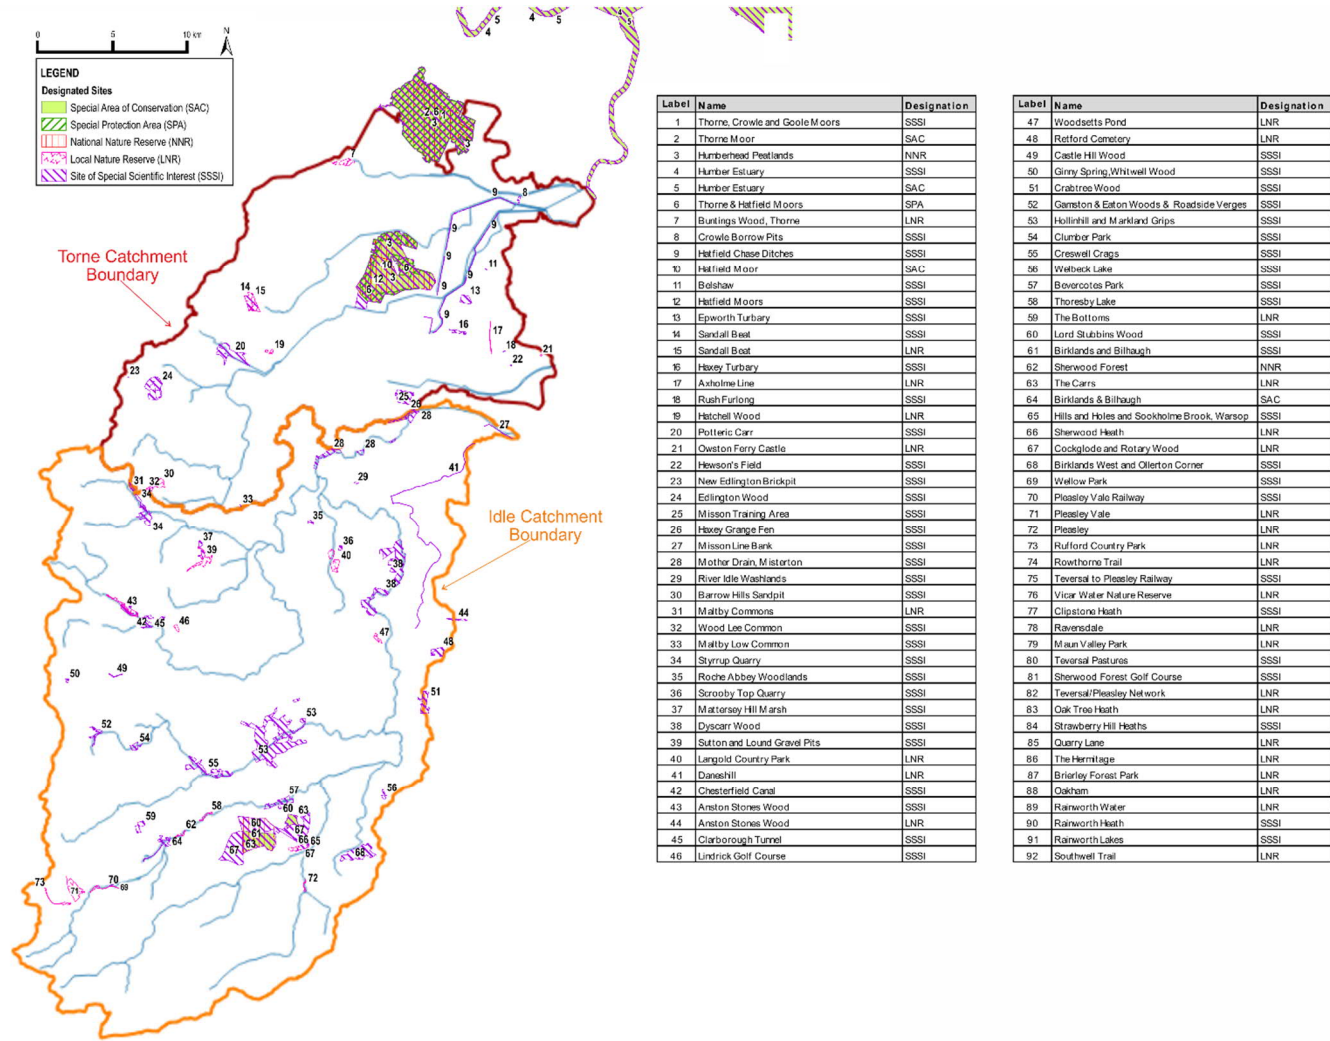 0 5 10 km N
LEGEND
Designated Sites
Special Area of Conservation (SAC)
Special Protection Area (SPA)
National Nature Reserve (NNR)
Local Nature Reserve (LNR)
Site of Special Scientific Interest (SSSI)
Torne Catchment
Boundary
Idle Catchment
Boundary
Label Name Designation
1 Thorne, Crowle and Goole Moors SSSI
2 Thorne Moor SAC
3 Humberhead Peatlands NNR
4 Humber Estuary SSSI
5 Humber Estuary SAC
6 Thorne & Hatfield Moors SPA
7 Buntings Wood, Thorne LNR
8 Crowle Borrow Pits SSSI
9 Hatfield Chase Ditches SSSI
10 Hatfield Moor SAC
11 Belshaw SSSI
12 Hatfield Moors SSSI
13 Epworth Turbary SSSI
14 Sandall Beat SSSI
15 Sandall Beat LNR
16 Haxey Turbary SSSI
17 Axholme Line LNR
18 Rush Furlong SSSI
19 Hatchell Wood LNR
20 Potteric Carr SSSI
21 Owston Ferry Castle LNR
22 Hewson's Field SSSI
23 New Edlington Brickpit SSSI
24 Edlington Wood SSSI
25 Misson Training Area SSSI
26 Haxey Grange Fen SSSI
27 Misson Line Bank SSSI
28 Mother Drain, Misterton SSSI
29 River Idle Washlands SSSI
30 Barrow Hills Sandpit SSSI
31 Maltby Commons LNR
32 Wood Lee Common SSSI
33 Maltby Low Common SSSI
34 Styrrup Quarry SSSI
35 Roche Abbey Woodlands SSSI
36 Scrooby Top Quarry SSSI
37 Mattersey Hill Marsh SSSI
38 Dyscarr Wood SSSI
39 Sutton and Lound Gravel Pits SSSI
40 Langold Country Park LNR
41 Daneshill LNR
42 Chesterfield Canal SSSI
43 Anston Stones Wood SSSI
44 Anston Stones Wood LNR
45 Clarborough Tunnel SSSI
46 Lindrick Golf Course SSSI
Label Name Designation
47 Woodsetts Pond LNR
48 Retford Cemetery LNR
49 Castle Hill Wood SSSI
50 Ginny Spring,Whitwell Wood SSSI
51 Crabtree Wood SSSI
52 Gamston & Eaton Woods & Roadside Verges SSSI
53 Hollinhill and Markland Grips SSSI
54 Clumber Park SSSI
55 Creswell Crags SSSI
56 Welbeck Lake SSSI
57 Bevercotes Park SSSI
58 Thoresby Lake SSSI
59 The Bottoms LNR
60 Lord Stubbins Wood SSSI
61 Birklands and Bilhaugh SSSI
62 Sherwood Forest NNR
63 The Carrs LNR
64 Birklands & Bilhaugh SAC
65 Hills and Holes and Sookholme Brook, Warsop SSSI
66 Sherwood Heath LNR
67 Cockglode and Rotary Wood LNR
68 Birklands West and Ollerton Corner SSSI
69 Wellow Park SSSI
70 Pleasley Vale Railway SSSI
71 Pleasley Vale LNR
72 Pleasley LNR
73 Rufford Country Park LNR
74 Rowthorne Trail LNR
75 Teversal to Pleasley Railway SSSI
76 Vicar Water Nature Reserve LNR
77 Clipstone Heath SSSI
78 Ravensdale LNR
79 Maun Valley Park LNR
80 Teversal Pastures SSSI
81 Sherwood Forest Golf Course SSSI
82 Teversal/Pleasley Network LNR
83 Oak Tree Heath LNR
84 Strawberry Hill Heaths SSSI
85 Quarry Lane LNR
86 The Hermitage LNR
87 Brierley Forest Park LNR
88 Oakham LNR
89 Rainworth Water LNR
90 Rainworth Heath SSSI
91 Rainworth Lakes SSSI
92 Southwell Trail LNR